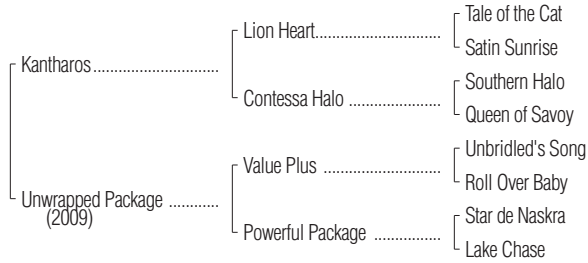 Tale of the Cat
Lion Heart
Satin Sunrise
Kantharos
Southern Halo
Contessa Halo
Queen of Savoy
Unbridled's Song
Value Plus
Roll Over Baby
Unwrapped Package
(2009)
Star de Naskra
Powerful Package
Lake Chase